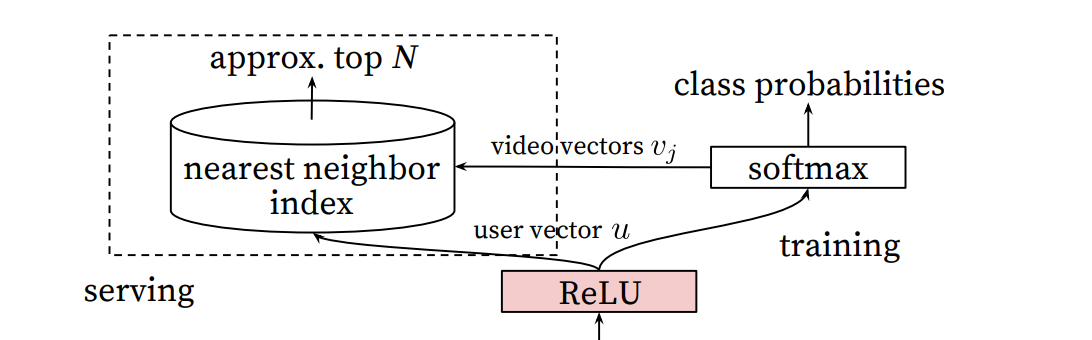 approx. top N
class probabilities
video vectors v_j
nearest neighbor
index
softmax
user vector u
training
serving
ReLU